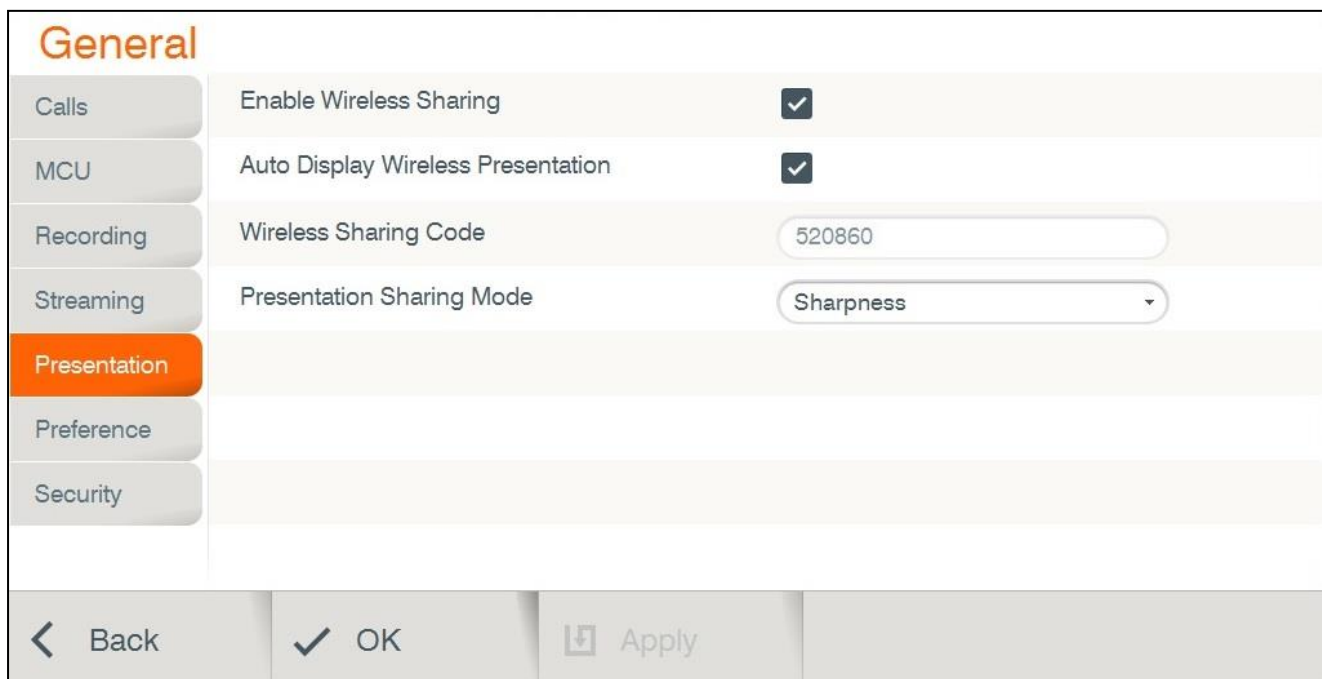 General
Calls
Enable Wireless Sharing
MCU
Auto Display Wireless Presentation
Recording
Wireless Sharing Code
520860
Streaming
Presentation Sharing Mode
Sharpness
Presentation
Preference
Security
Back
OK
Apply